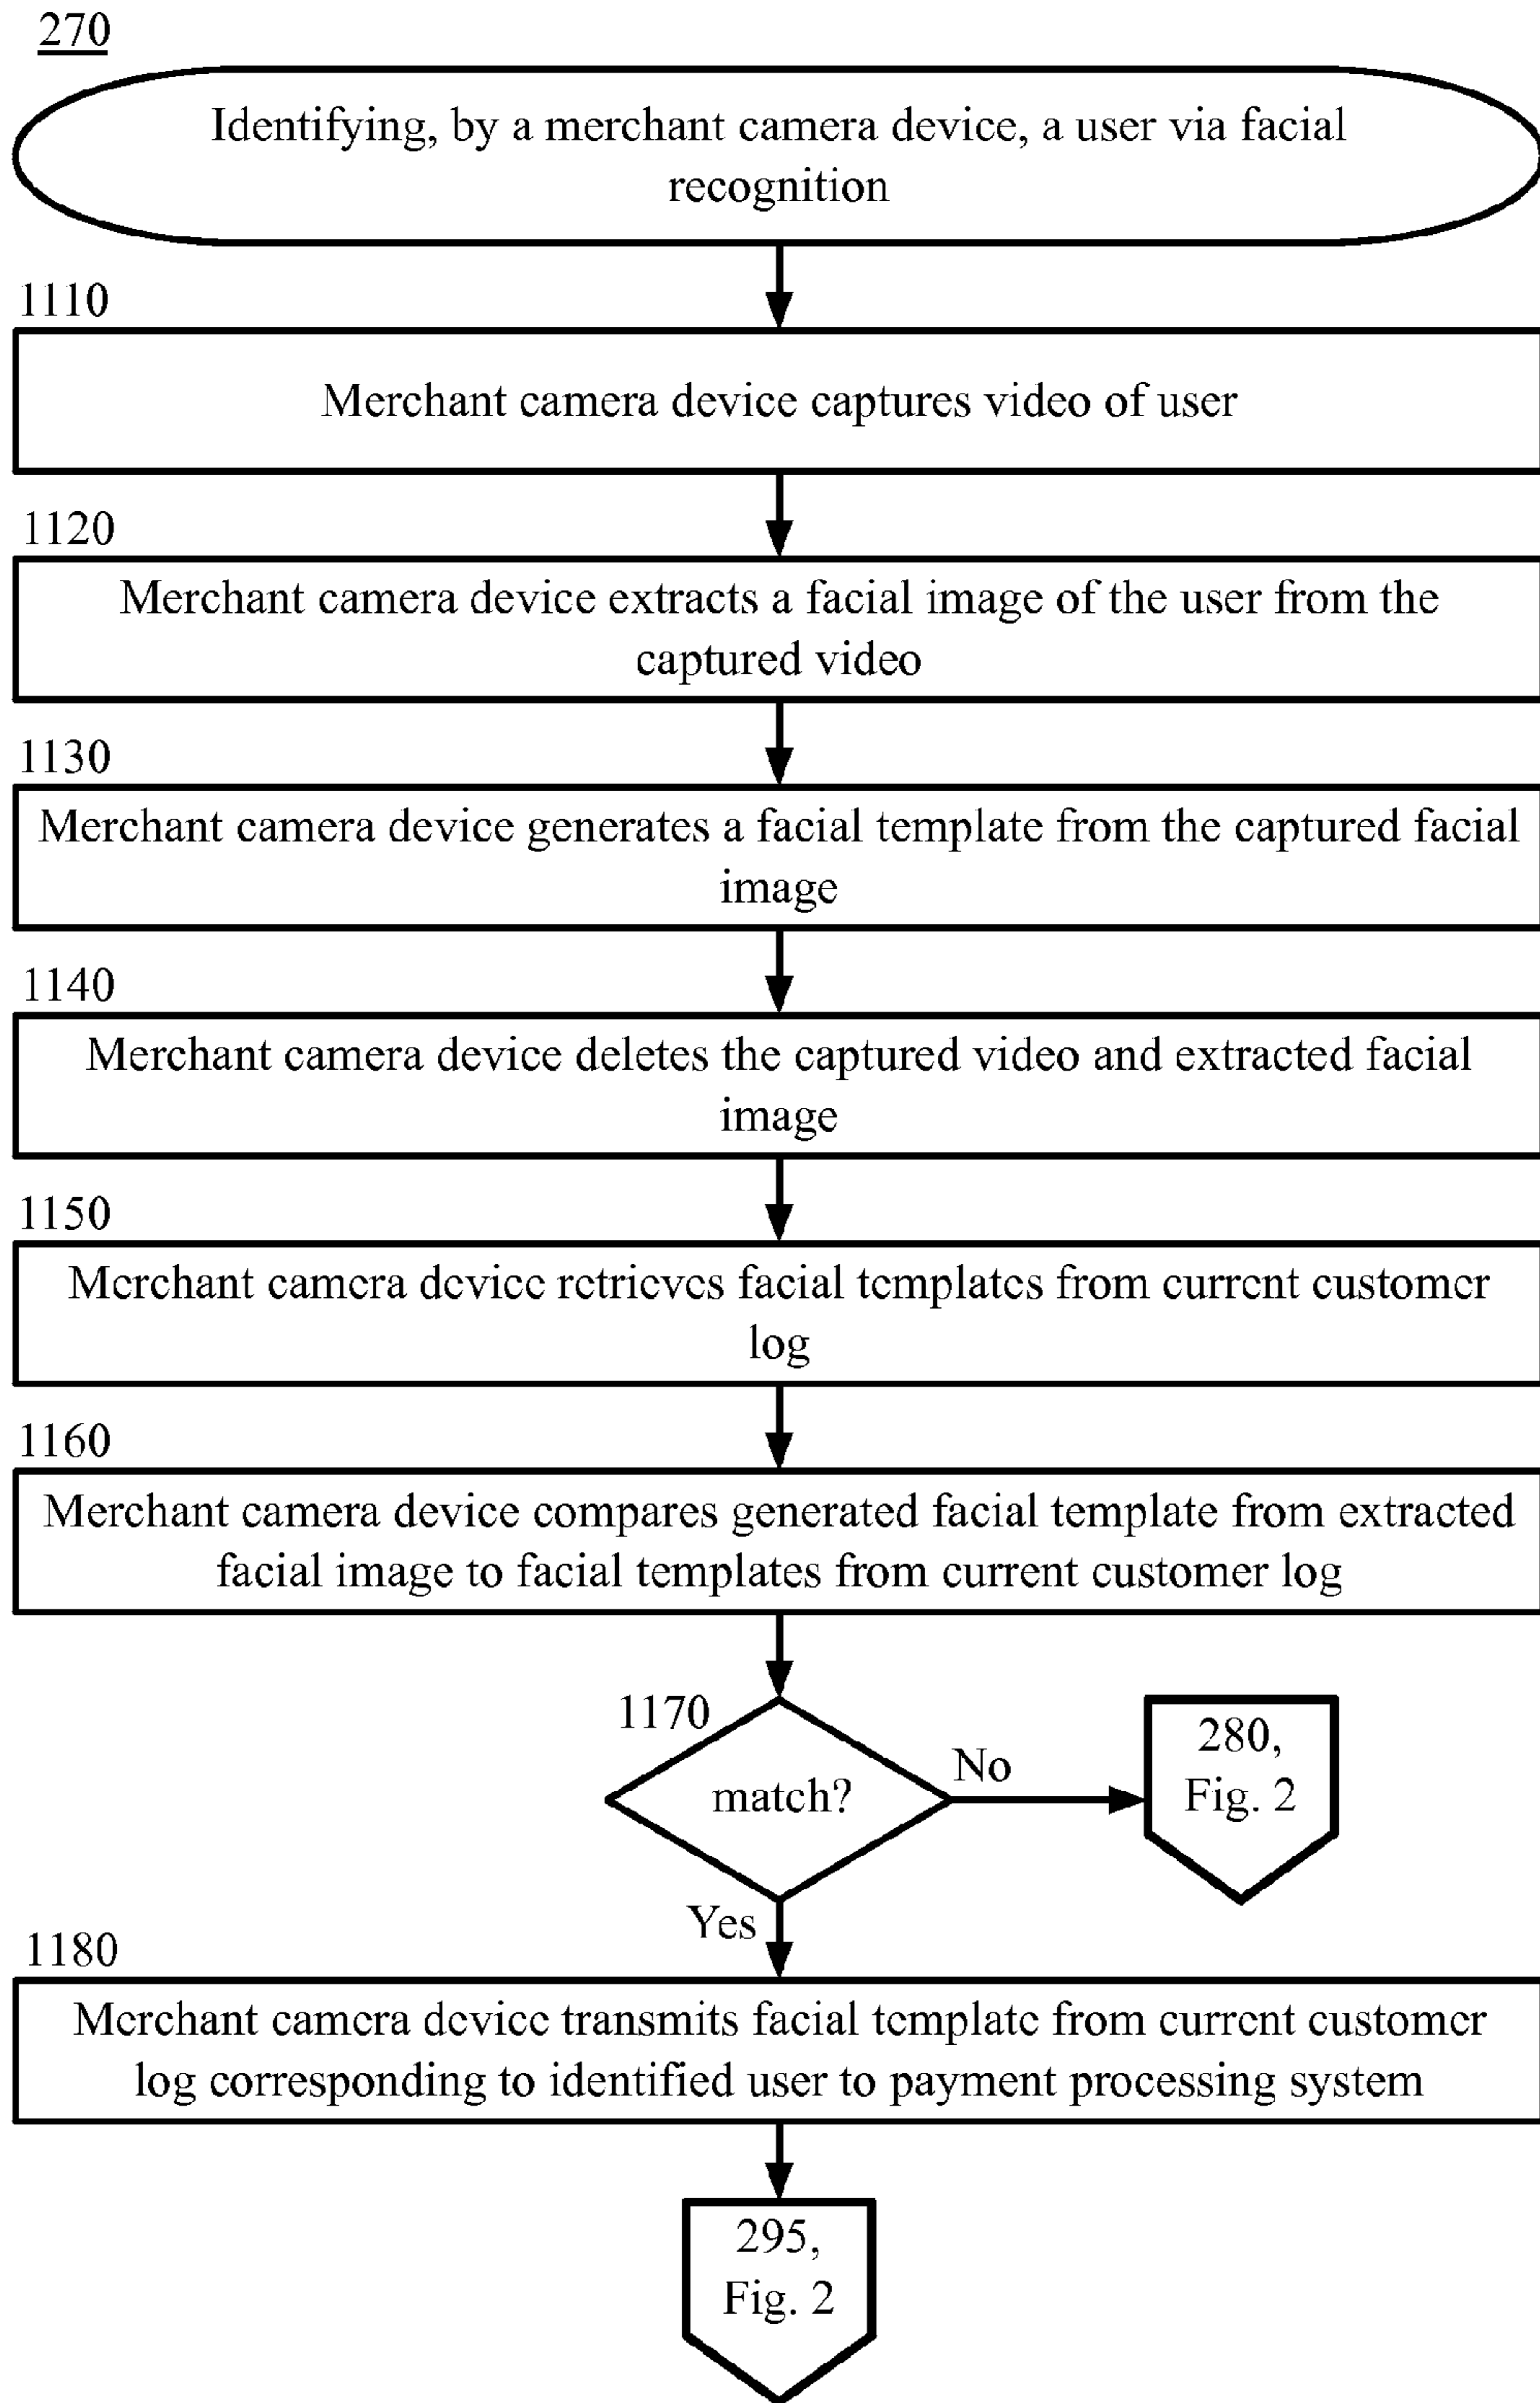 270
Identifying, by a merchant camera device, a user via facial
recognition
1110
Merchant camera device captures video of user
1120
Merchant camera device extracts a facial image of the user from the
captured video
1130
Merchant camera device generates a facial template from the captured facial
image
1140
Merchant camera device deletes the captured video and extracted facial
image
1150
Merchant camera device retrieves facial templates from current customer
log
1160
Merchant camera device compares generated facial template from extracted
facial image to facial templates from current customer log
1170
match?
No
280,
Fig. 2
Yes
1180
Merchant camera device transmits facial template from current customer
log corresponding to identified user to payment processing system
295,
Fig. 2